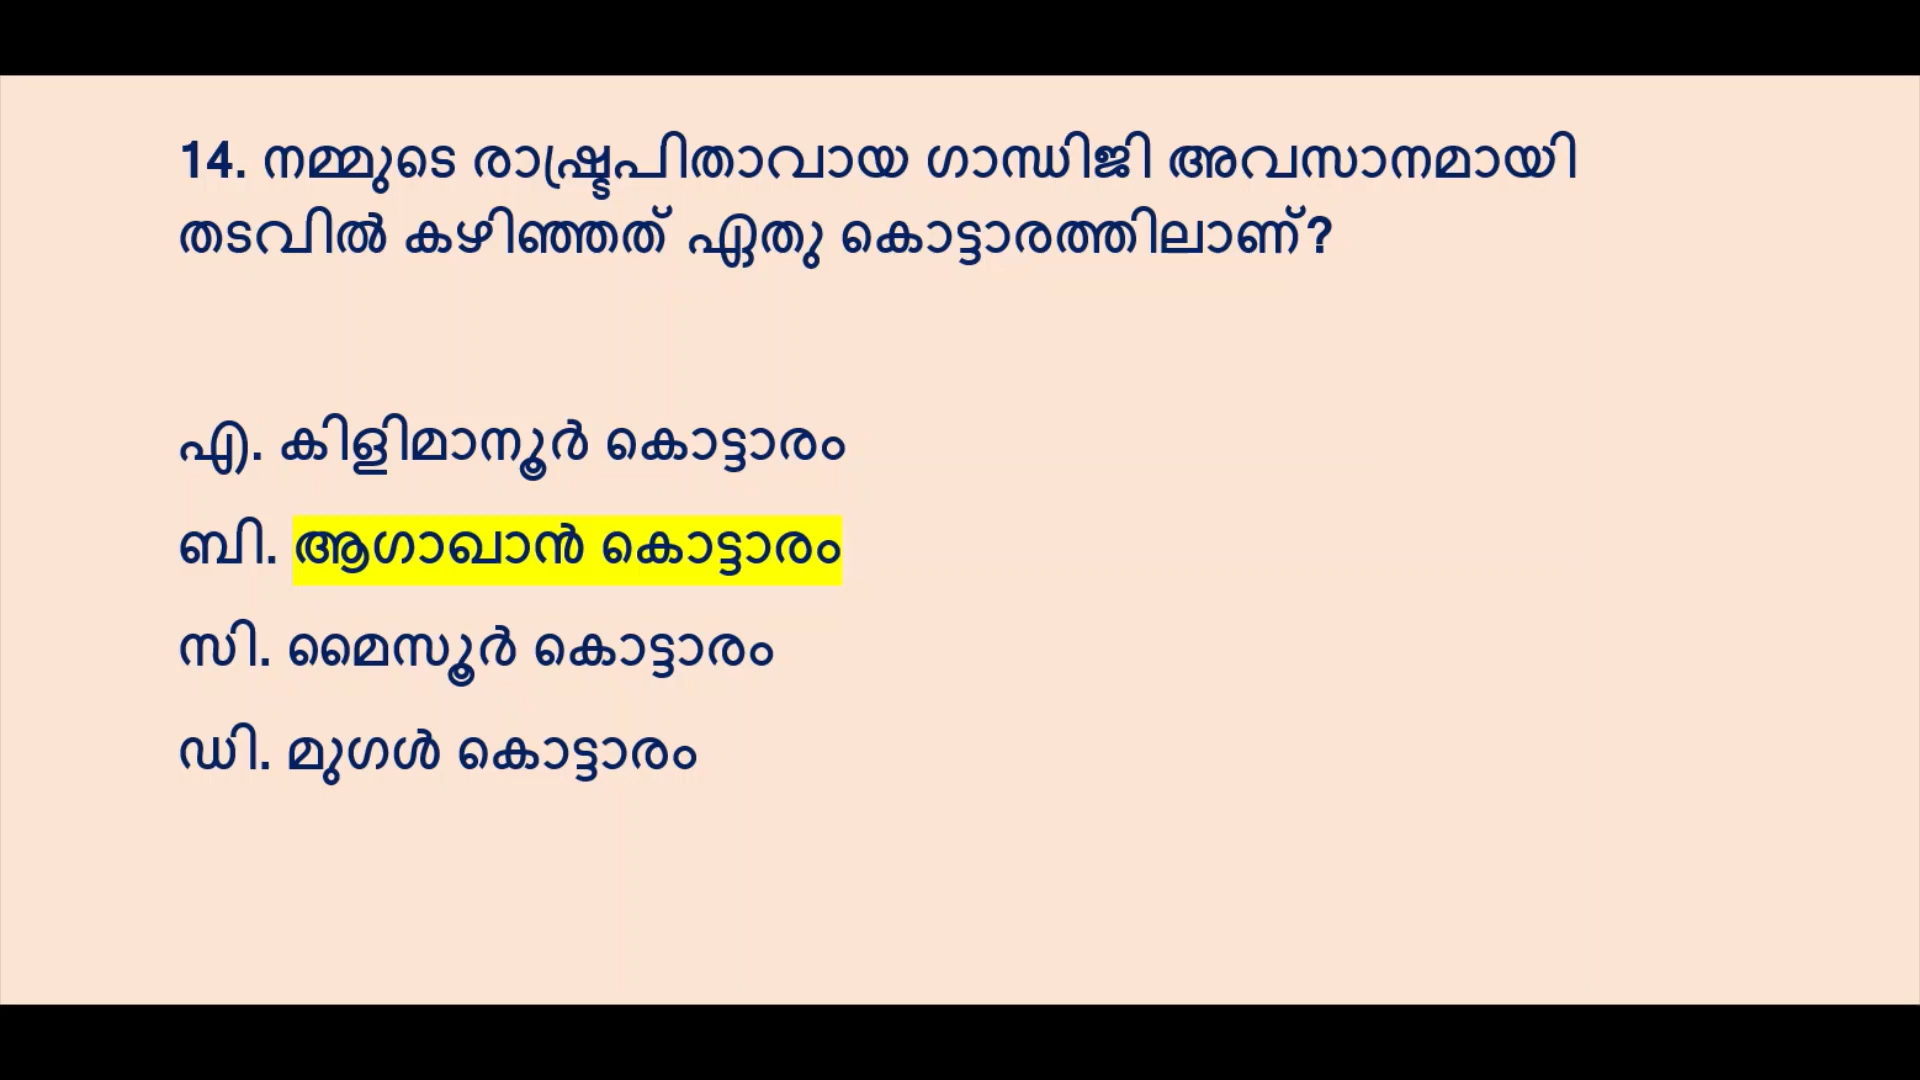 14. നമ്മുടെ രാഷ്ട്രപിതാവായ ഗാന്ധിജി അവസാനമായി
തടവിൽ കഴിഞ്ഞത് ഏതു കൊട്ടാരത്തിലാണ്?
എ. കിളിമാനൂർ കൊട്ടാരം
ബി. ആഗാഖാൻ കൊട്ടാരം
സി. മൈസൂർ കൊട്ടാരം
ഡി. മുഗൾ കൊട്ടാരം